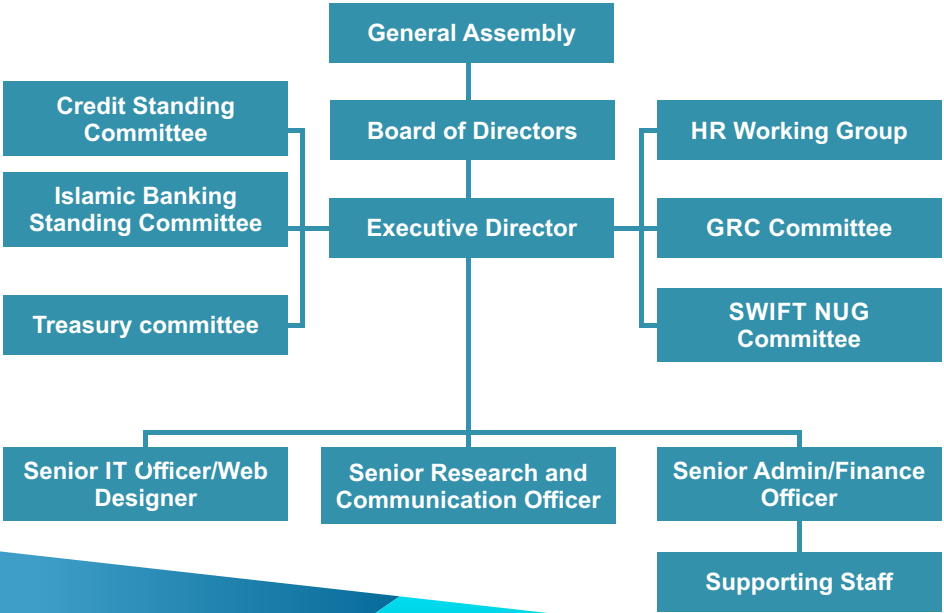 General Assembly
Credit Standing
Committee
Board of Directors
HR Working Group
Islamic Banking
Standing Committee
Executive Director
GRC Committee
Treasury committee
SWIFT NUG
Committee
Senior IT Officer/Web
Designer
Senior Research and
Communication Officer
Senior Admin/Finance
Officer
Supporting Staff